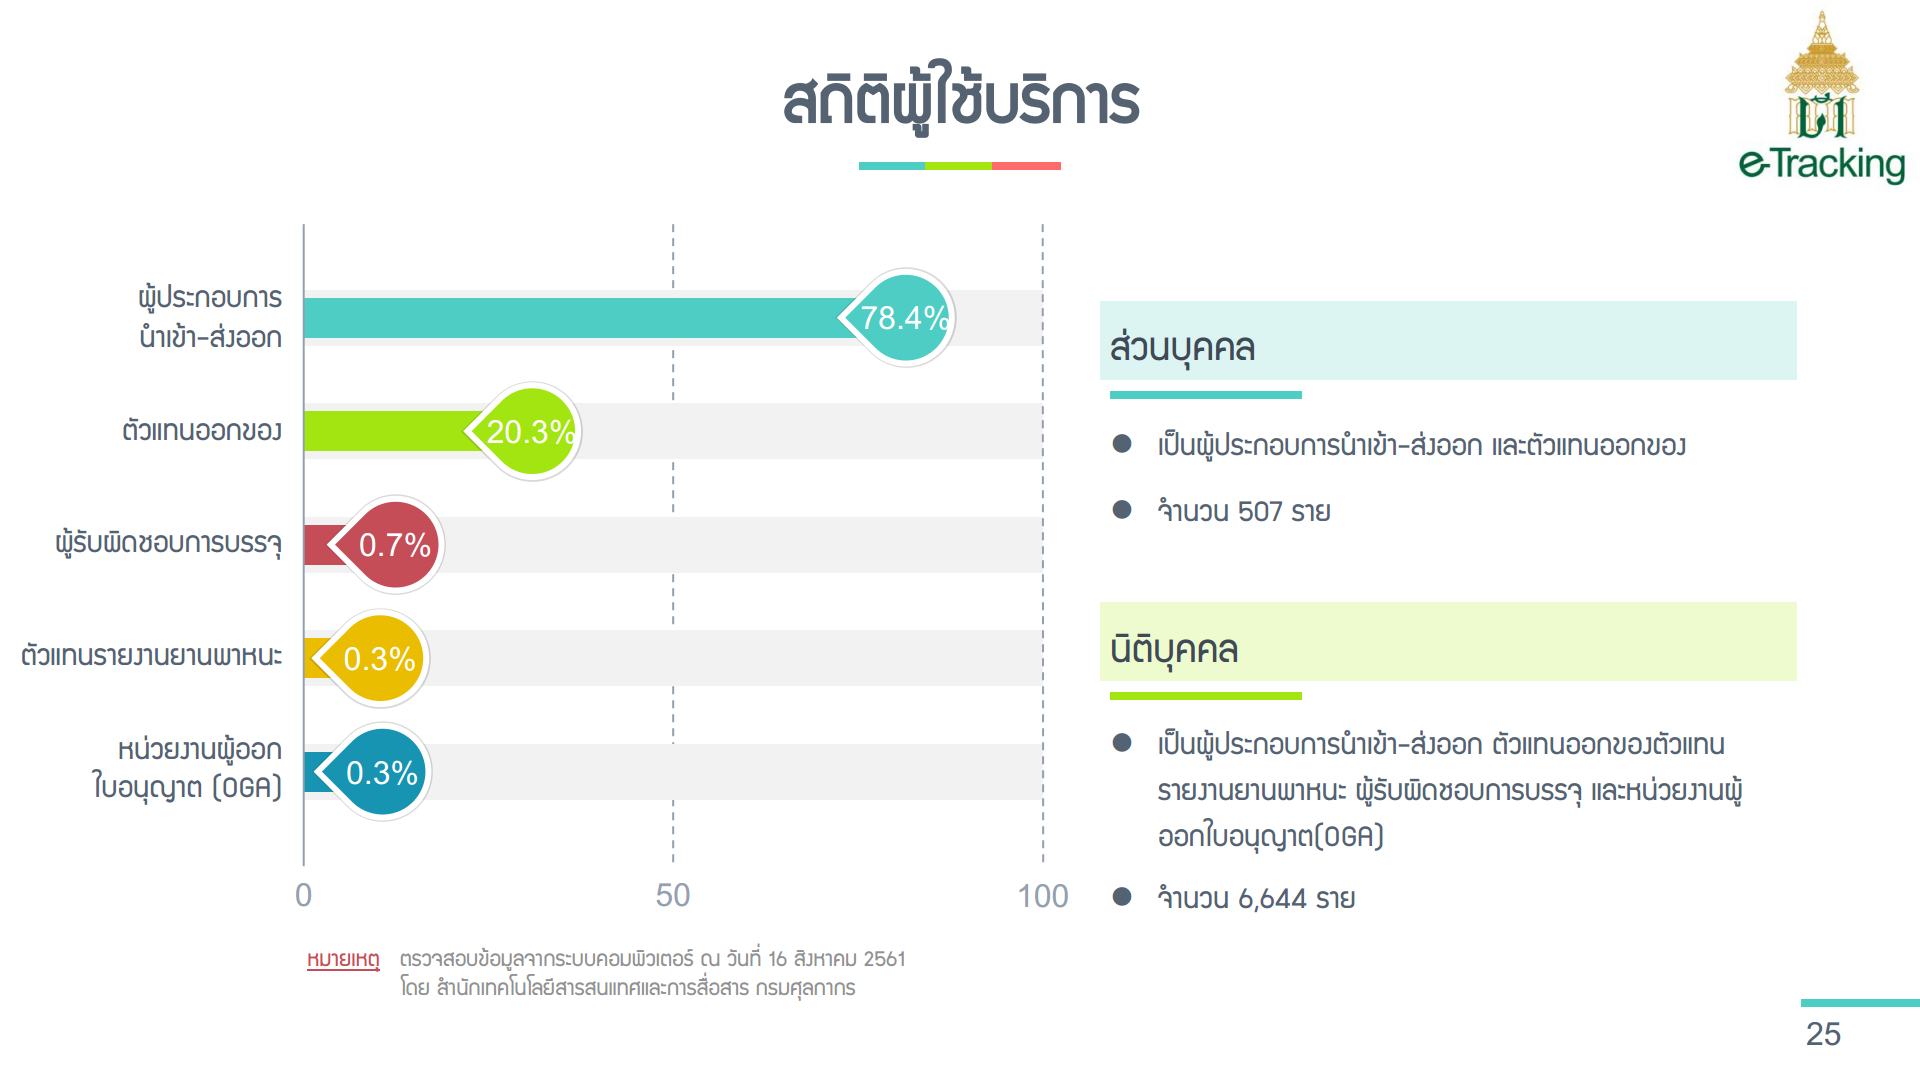 สถิติผู้ใช้บริการ
e-Tracking
ผู้ประกอบการ
นำเข้า-ส่งออก
78.4%
ตัวแทนออกของ
20.3%
ผู้รับผิดชอบการบรรจุ
0.7%
ตัวแทนรายงานยานพาหนะ
0.3%
หน่วยงานผู้ออก
ใบอนุญาต (OGA)
0.3%
0
50
100
หมายเหตุ ตรวจสอบข้อมูลจากระบบคอมพิวเตอร์ ณ วันที่ 16 สิงหาคม 2561
โดย สำนักเทคโนโลยีสารสนเทศและการสื่อสาร กรมศุลกากร
ส่วนบุคคล
● เป็นผู้ประกอบการนำเข้า-ส่งออก และตัวแทนออกของ
● จำนวน 507 ราย
นิติบุคคล
● เป็นผู้ประกอบการนำเข้า-ส่งออก ตัวแทนออกของตัวแทน
รายงานยานพาหนะ ผู้รับผิดชอบการบรรจุ และหน่วยงานผู้
ออกใบอนุญาต(OGA)
● จำนวน 6,644 ราย
25